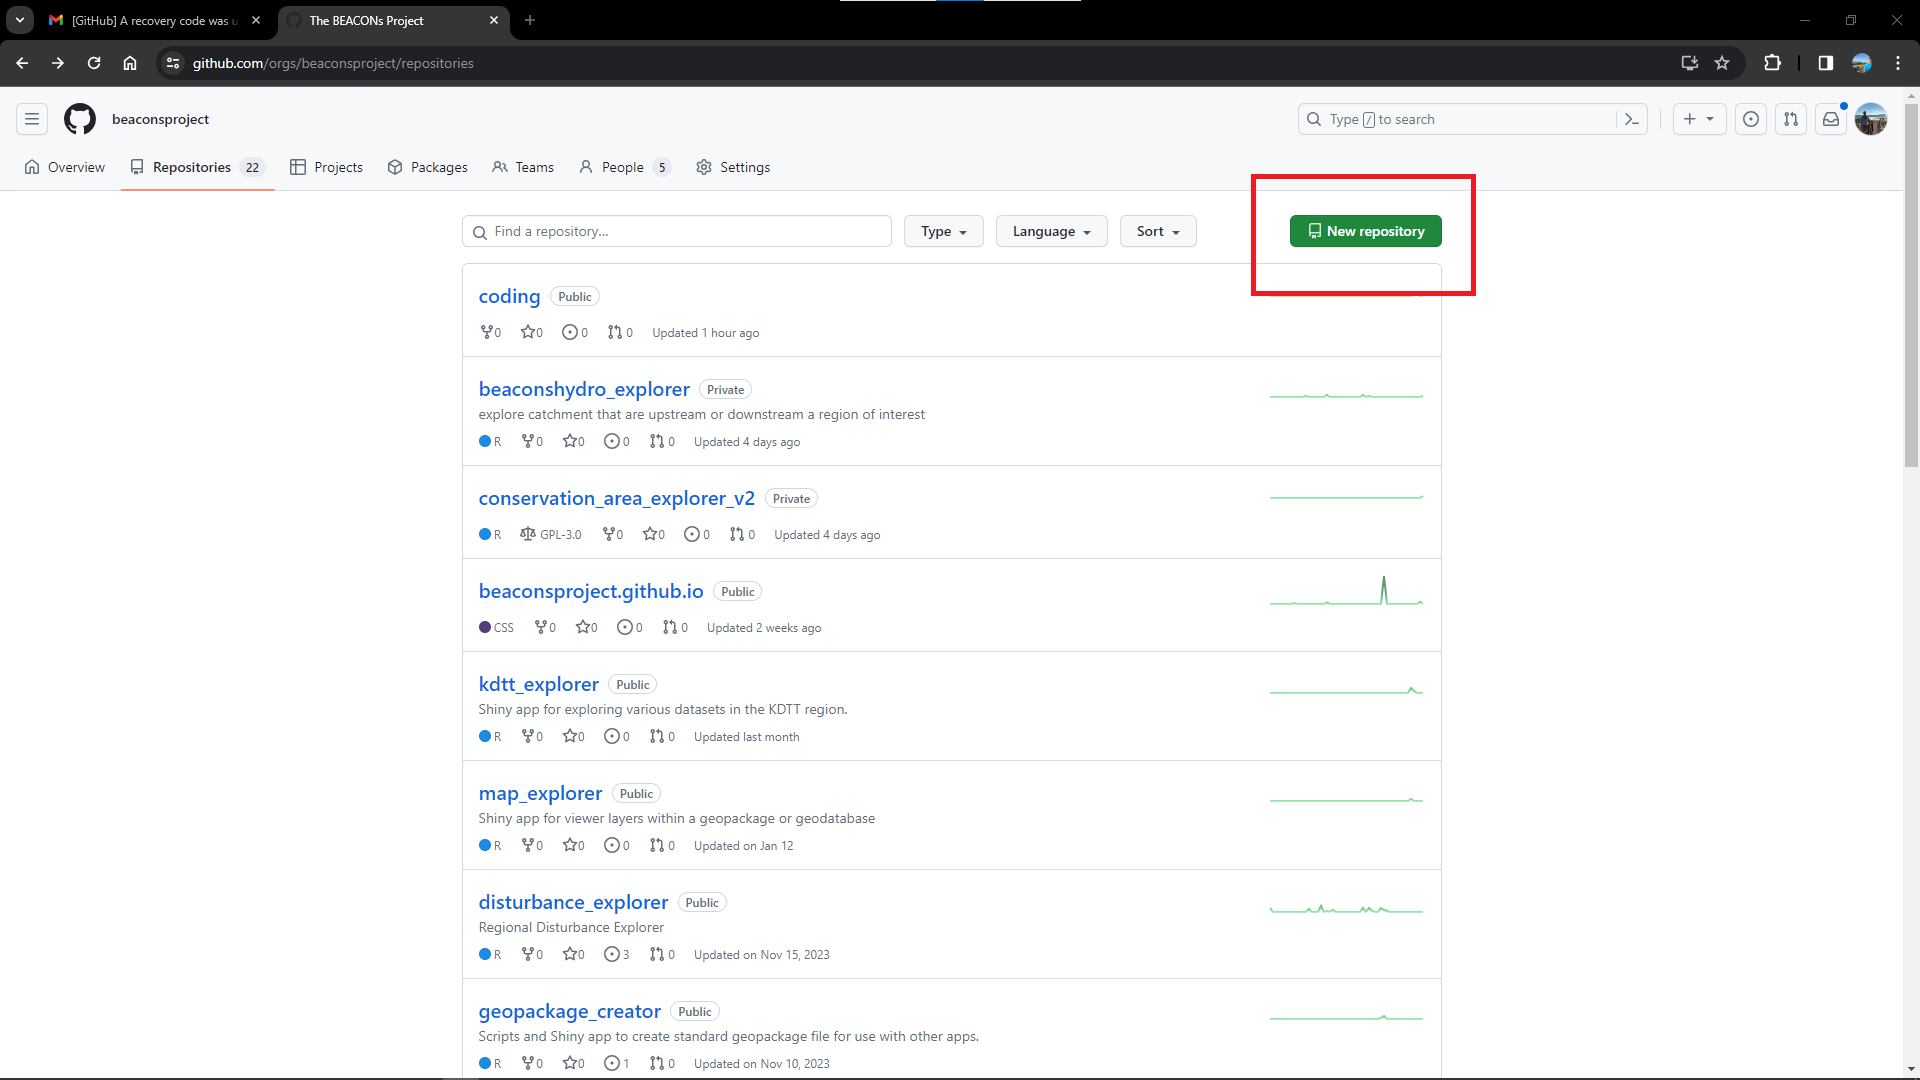 [GitHub] A recovery code was u
The BEACONs Project
github.com/orgs/beaconsproject/repositories
beaconsproject
Type / to search
Overview
Repositories 22
Projects
Packages
Teams
People 5
Settings
Find a repository...
Type
Language
Sort
New repository
coding Public
0 0 0 0 Updated 1 hour ago
beaconshydro_explorer Private
explore catchment that are upstream or downstream a region of interest
R 0 0 0 0 Updated 4 days ago
conservation_area_explorer_v2 Private
R GPL-3.0 0 0 0 0 Updated 4 days ago
beaconsproject.github.io Public
CSS 0 0 0 0 Updated 2 weeks ago
kdtt_explorer Public
Shiny app for exploring various datasets in the KDTT region.
R 0 0 0 0 Updated last month
map_explorer Public
Shiny app for viewer layers within a geopackage or geodatabase
R 0 0 0 0 Updated on Jan 12
disturbance_explorer Public
Regional Disturbance Explorer
R 0 0 3 0 Updated on Nov 15, 2023
geopackage_creator Public
Scripts and Shiny app to create standard geopackage file for use with other apps.
R 0 0 1 0 Updated on Nov 10, 2023